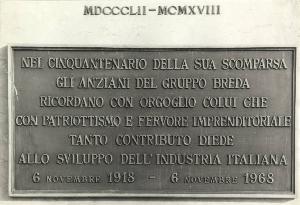 MDCCCLII - MCMXVIII
NEL CINQUANTENARIO DELLA SUA SCOMPARSA
GLI ANZIANI DEL GRUPPO BREDA
RICORDANO CON ORGOGLIO COLUI CHE
CON PATRIOTTISMO E FERVORE IMPRENDITORIALE
TANTO CONTRIBUTO DIEDE
ALLO SVILUPPO DELL'INDUSTRIA ITALIANA
6 NOVEMBRE 1918 - 6 NOVEMBRE 1968